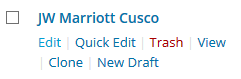 JW Marriott Cusco
Edit | Quick Edit | Trash | View
| Clone | New Draft